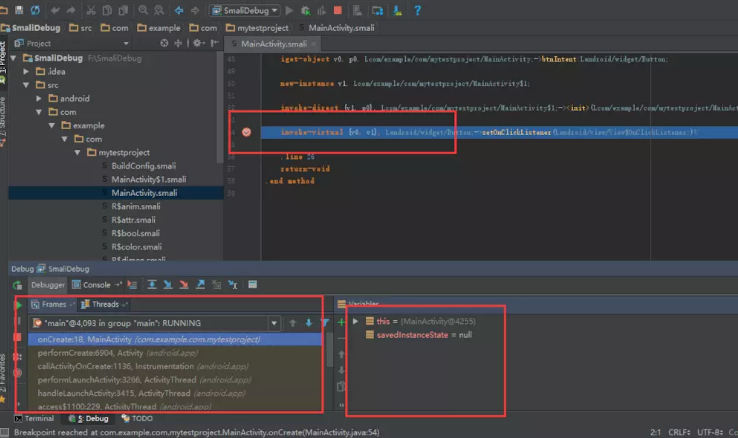 SmaliDebug
SmaliDebug src com example com mytestproject MainActivity.smali
Project
MainActivity.smali
1: Project
SmaliDebug F:\SmaliDebug
.idea
src
android
com
example
com
mytestproject
BuildConfig.smali
MainActivity$1.smali
MainActivity.smali
R$anim.smali
R$attr.smali
R$bool.smali
R$color.smali
R$dimen.smali
Structure
iget-object v0, p0, Lcom/example/com/mytestproject/MainActivity;->btnIntent Landroid/widget/Button;
new-instance v1, Lcom/example/com/mytestproject/MainActivity$1;
invoke-direct {v1, p0}, Lcom/example/com/mytestproject/MainActivity$1;-><init>(Lcom/example/com/mytestproject/MainAct
invoke-virtual {v0, v1}, Landroid/widget/Button;->setOnClickListener(Landroid/view/View$OnClickListener;)V
.line 26
return-void
.end method
Debug SmaliDebug
Debugger Console
Frames Threads
Variables
"main"@4,093 in group "main": RUNNING
onCreate:18, MainActivity (com.example.com.mytestproject)
performCreate:6904, Activity (android.app)
callActivityOnCreate:1136, Instrumentation (android.app)
performLaunchActivity:3266, ActivityThread (android.app)
handleLaunchActivity:3415, ActivityThread (android.app)
access$1100:229, ActivityThread (android.app)
this = {MainActivity@4255}
savedInstanceState = null
2: Favorites
Terminal 5: Debug TODO
Breakpoint reached at com.example.com.mytestproject.MainActivity.onCreate(MainActivity.java:54)
2:1 CRLF UTF-8 Co